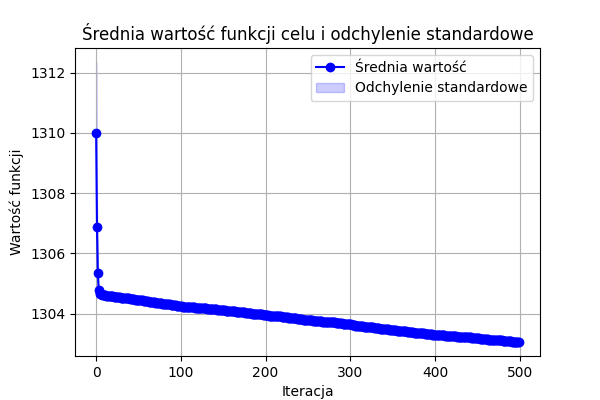 Średnia wartość funkcji celu i odchylenie standardowe
Średnia wartość
Odchylenie standardowe
Wartość funkcji
1312
1310
1308
1306
1304
0 100 200 300 400 500
Iteracja